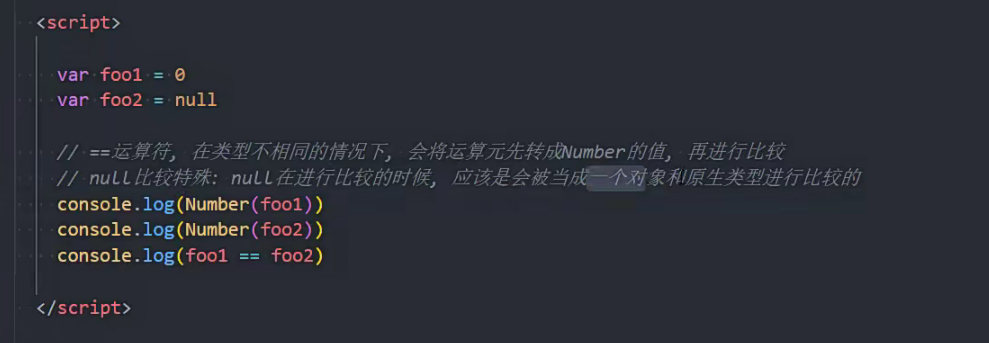 <script>
var foo1 = 0
var foo2 = null
// ==运算符, 在类型不相同的情况下, 会将运算元先转成Number的值, 再进行比较
// null比较特殊: null在进行比较的时候, 应该是会被当成一个对象和原生类型进行比较的
console.log(Number(foo1))
console.log(Number(foo2))
console.log(foo1 == foo2)
</script>